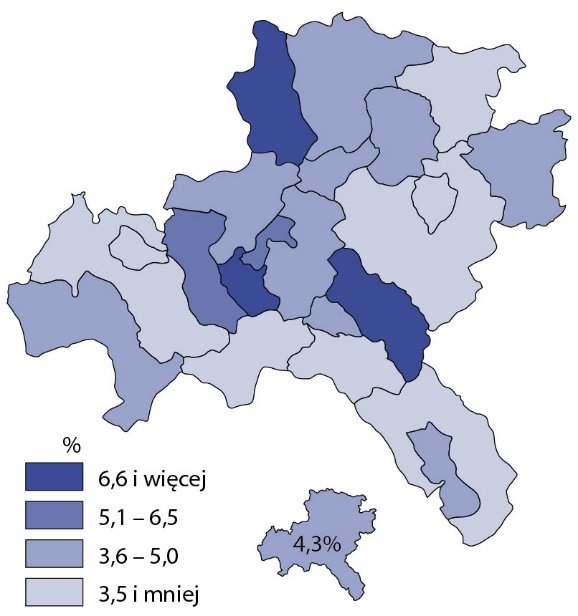 %
6,6 i więcej
5,1 – 6,5
3,6 – 5,0
3,5 i mniej
4,3%